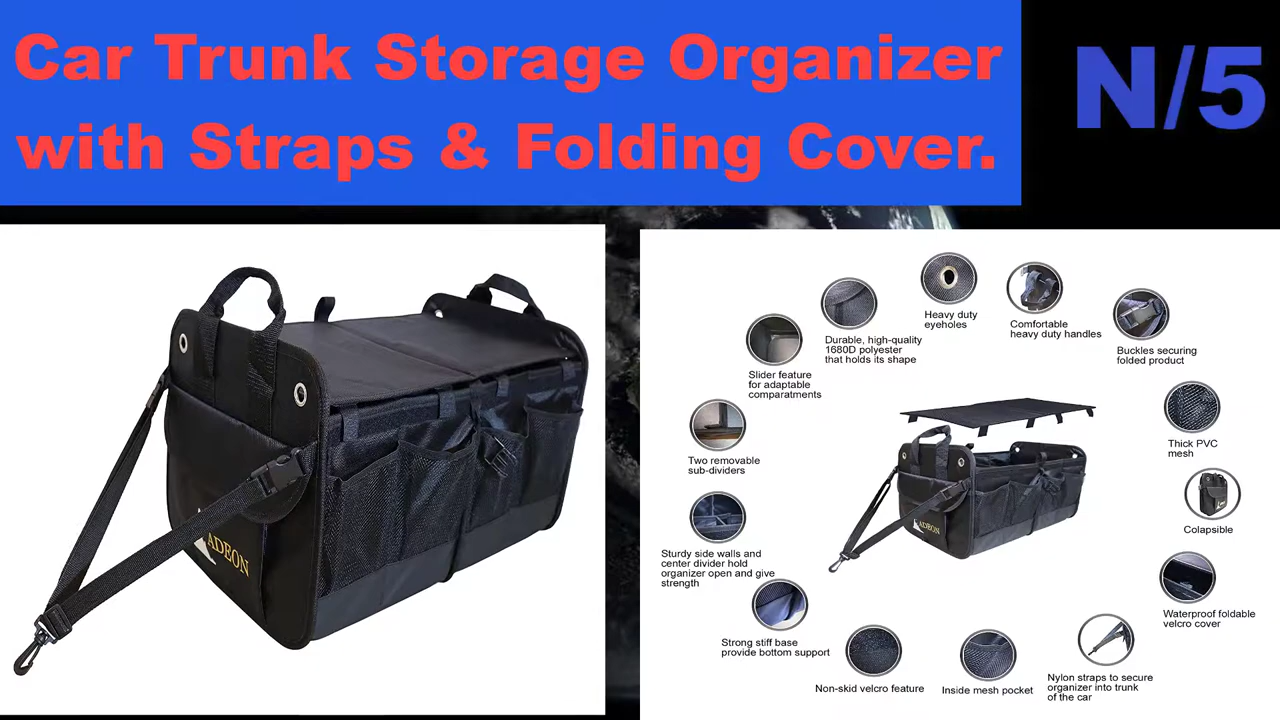 Car Trunk Storage Organizer
with Straps & Folding Cover.
N/5
ADEON
Heavy duty
eyeholes
Comfortable
heavy duty handles
Durable, high-quality
1680D polyester
that holds its shape
Buckles securing
folded product
Slider feature
for adaptable
comparatments
Thick PVC
mesh
Two removable
sub-dividers
Colapsible
Sturdy side walls and
center divider hold
organizer open and give
strength
ADEON
Waterproof foldable
velcro cover
Strong stiff base
provide bottom support
Nylon straps to secure
organizer into trunk
of the car
Non-skid velcro feature
Inside mesh pocket